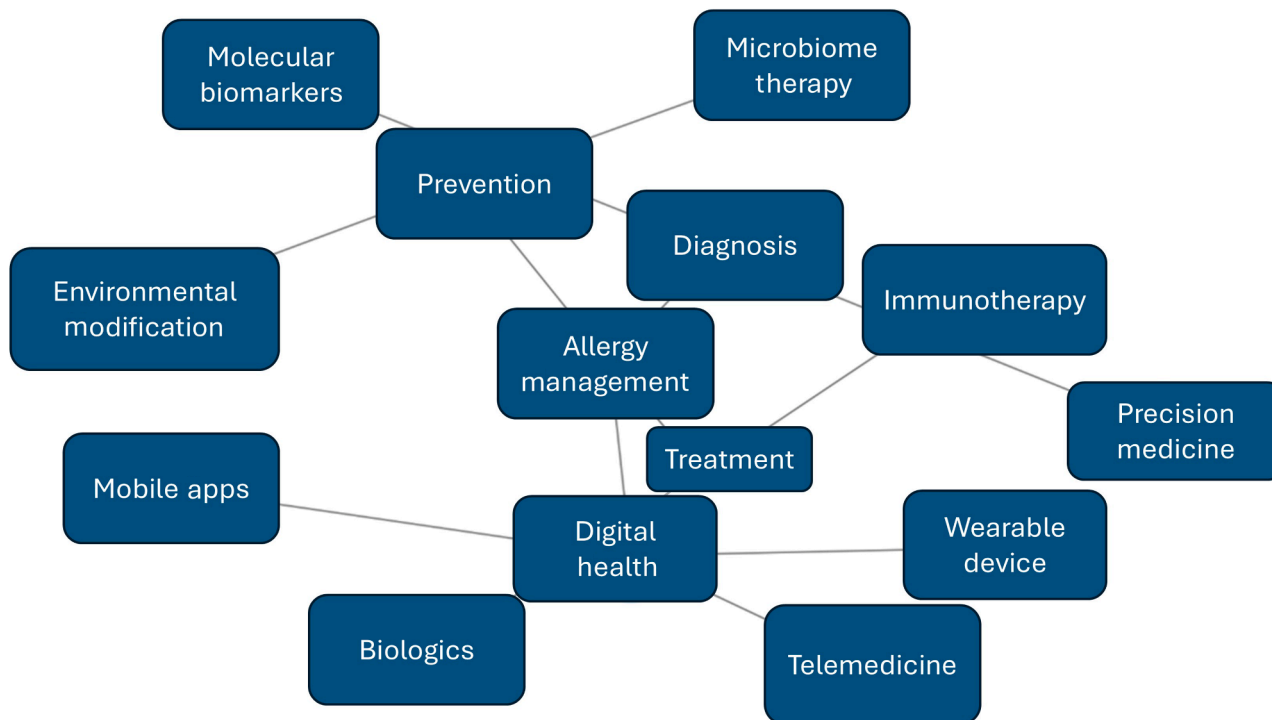 Molecular
biomarkers
Microbiome
therapy
Prevention
Diagnosis
Environmental
modification
Immunotherapy
Allergy
management
Precision
medicine
Treatment
Mobile apps
Digital
health
Wearable
device
Biologics
Telemedicine